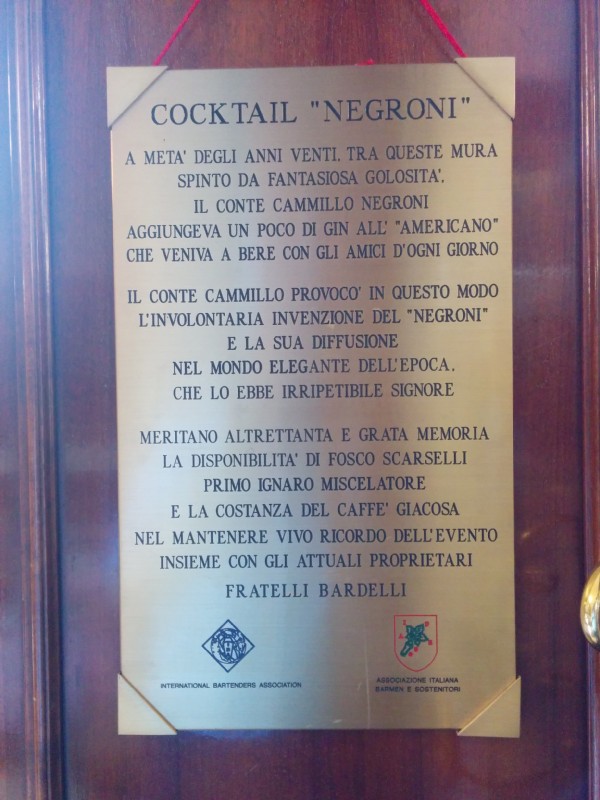 COCKTAIL "NEGRONI"
A META' DEGLI ANNI VENTI, TRA QUESTE MURA
SPINTO DA FANTASIOSA GOLOSITA',
IL CONTE CAMMILLO NEGRONI
AGGIUNGEVA UN POCO DI GIN ALL' "AMERICANO"
CHE VENIVA A BERE CON GLI AMICI D'OGNI GIORNO
IL CONTE CAMMILLO PROVOCO' IN QUESTO MODO
L'INVOLONTARIA INVENZIONE DEL "NEGRONI"
E LA SUA DIFFUSIONE
NEL MONDO ELEGANTE DELL'EPOCA,
CHE LO EBBE IRRIPETIBILE SIGNORE
MERITANO ALTRETTANTA E GRATA MEMORIA
LA DISPONIBILITA' DI FOSCO SCARSELLI
PRIMO IGNARO MISCELATORE
E LA COSTANZA DEL CAFFE' GIACOSA
NEL MANTENERE VIVO RICORDO DELL'EVENTO
INSIEME CON GLI ATTUALI PROPRIETARI
FRATELLI BARDELLI
INTERNATIONAL BARTENDERS ASSOCIATION
ASSOCIAZIONE ITALIANA
BARMEN E SOSTENITORI